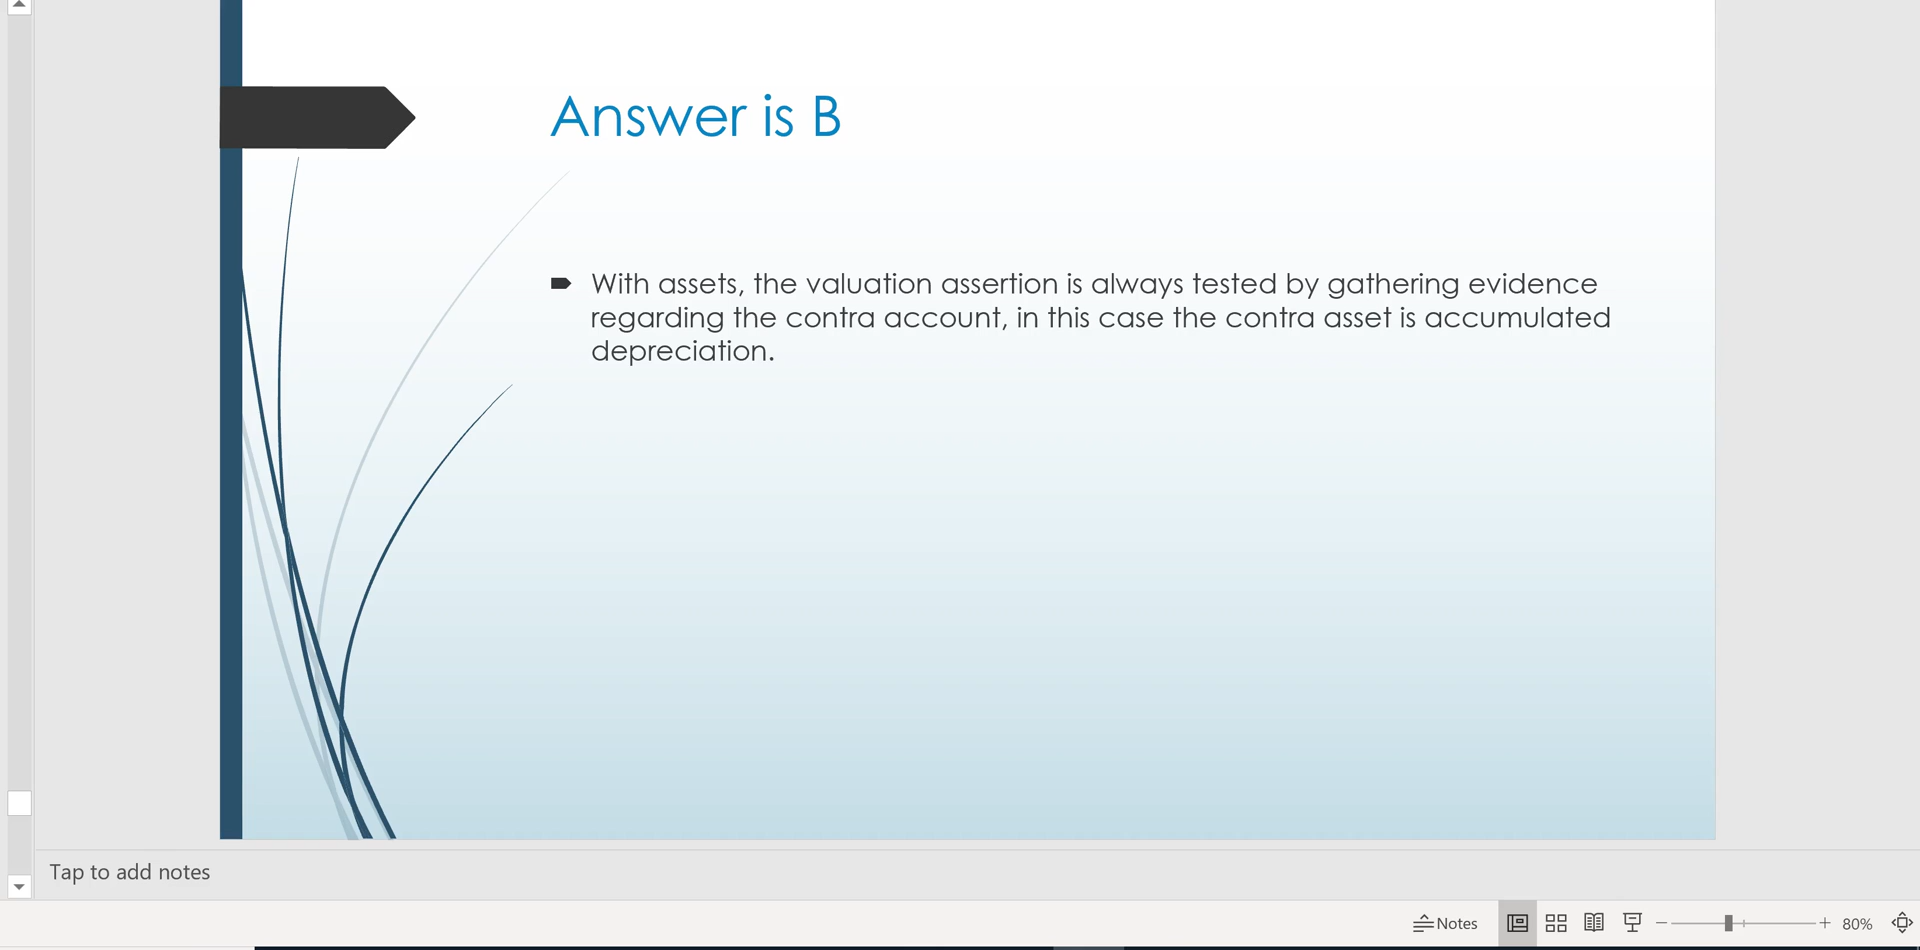 Answer is B
With assets, the valuation assertion is always tested by gathering evidence
regarding the contra account, in this case the contra asset is accumulated
depreciation.
Tap to add notes
Notes
80%